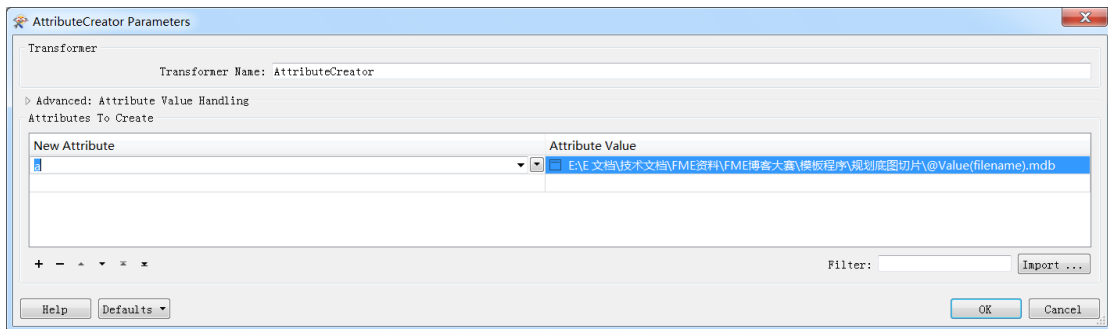 AttributeCreator Parameters
Transformer
Transformer Name: AttributeCreator
Advanced: Attribute Value Handling
Attributes To Create
New Attribute Attribute Value
a E:\E 文档\技术文档\FME资料\FME博客大赛\模板程序\规划底图切片\@Value(filename).mdb
Filter: Import ...
Help Defaults OK Cancel